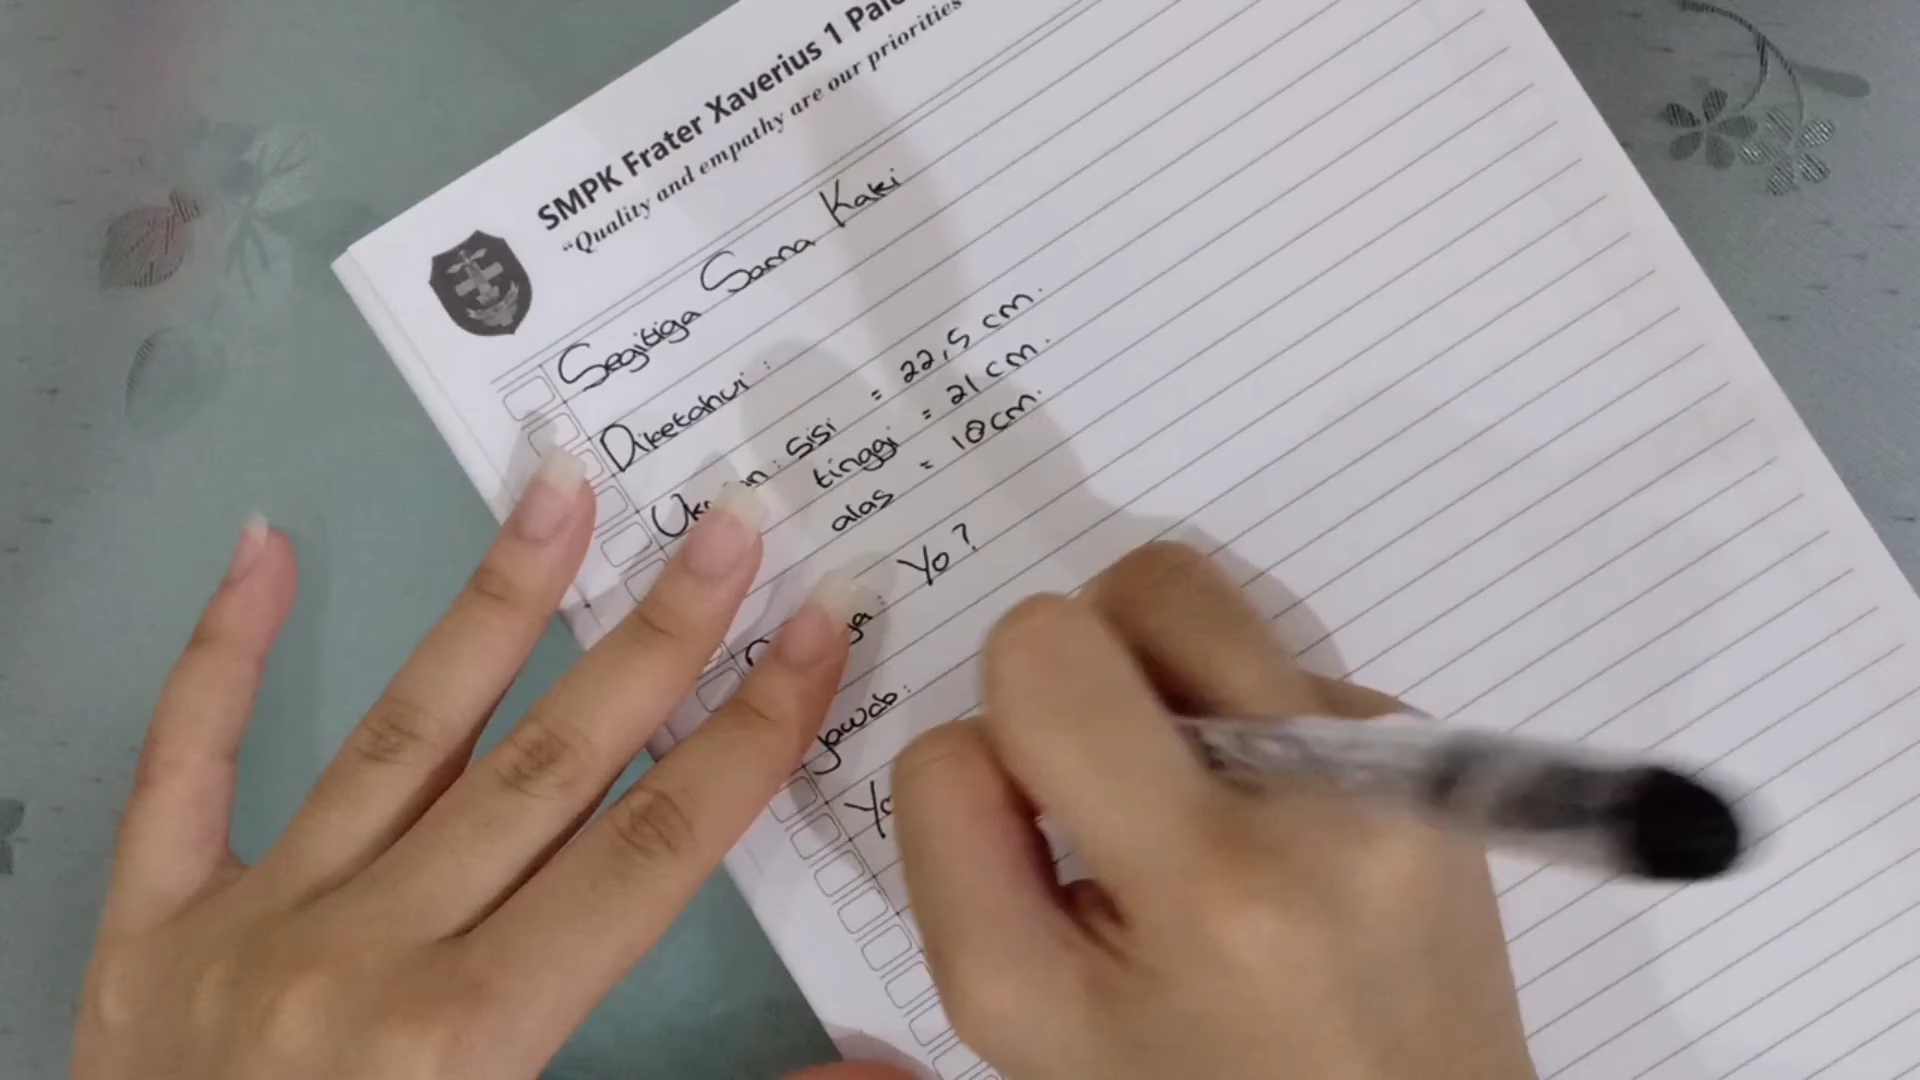 SMPK Frater Xaverius 1
“Quality and empathy are our priorities
Segitiga Sama Kaki
Diketahui :
: sisi = 22,5 cm.
tinggi = 21 cm.
alas = 18 cm.
: Yo?
Jawab: